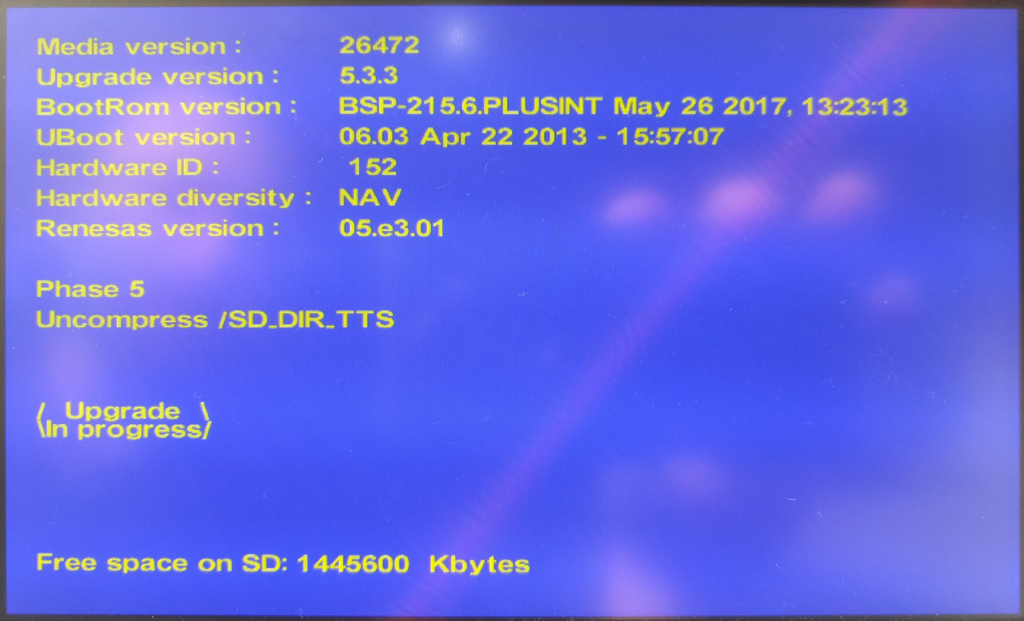 Media version : 26472
Upgrade version : 5.3.3
BootRom version : BSP-215.6.PLUSINT May 26 2017, 13:23:13
UBoot version : 06.03 Apr 22 2013 - 15:57:07
Hardware ID : 152
Hardware diversity : NAV
Renesas version : 05.e3.01
Phase 5
Uncompress /SD_DIR_TTS
/ Upgrade \
\In progress/
Free space on SD: 1445600 Kbytes